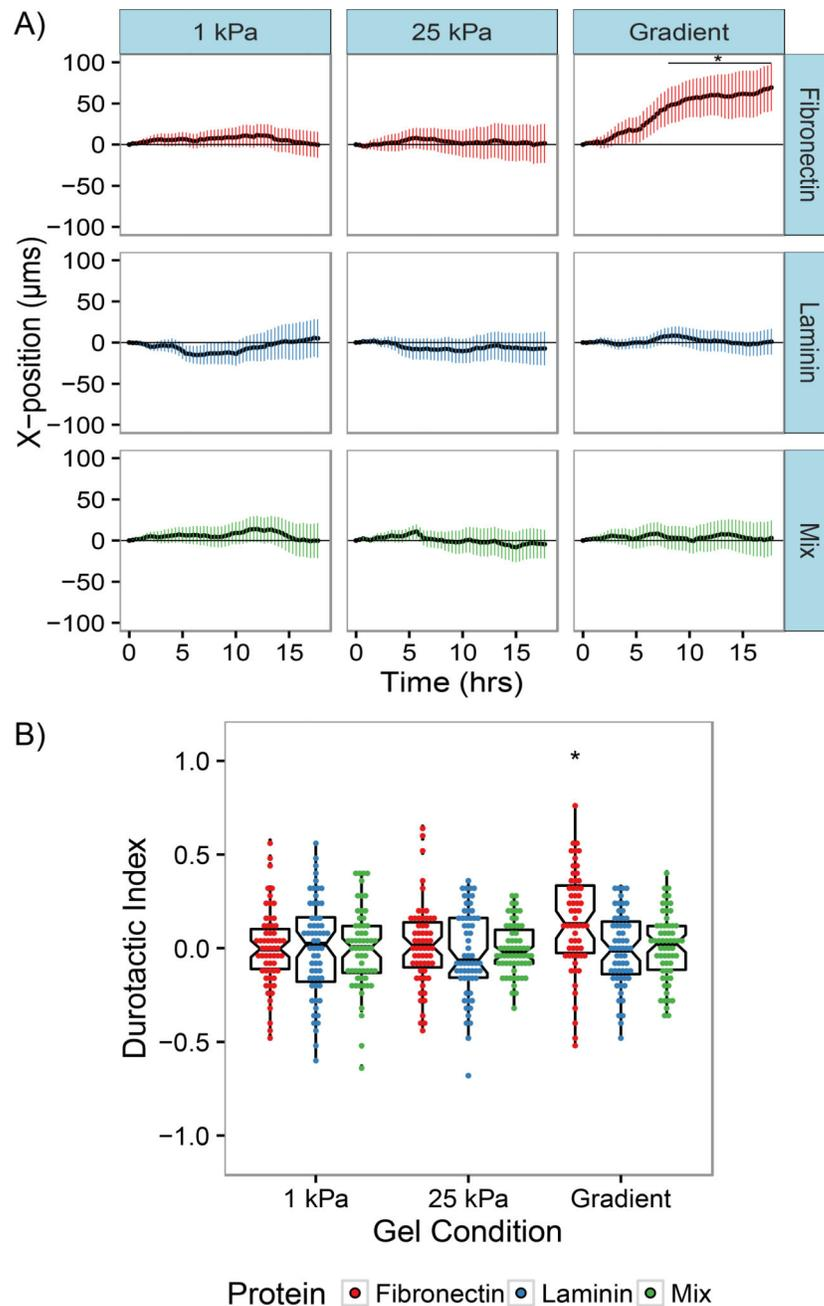 A)
1 kPa 25 kPa Gradient
X−position (μms)
100
50
0
−50
−100
*
Fibronectin
100
50
0
−50
−100
Laminin
100
50
0
−50
−100
Mix
0 5 10 15 0 5 10 15 0 5 10 15
Time (hrs)
B)
Durotactic Index
1.0
0.5
0.0
−0.5
−1.0
*
1 kPa 25 kPa Gradient
Gel Condition
Protein Fibronectin Laminin Mix